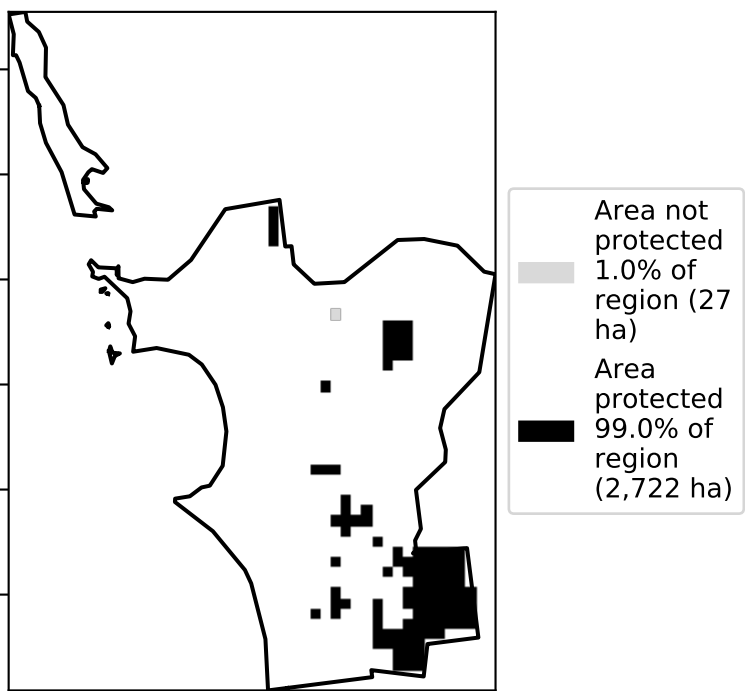 Area not
protected
1.0% of
region (27
ha)
Area
protected
99.0% of
region
(2,722 ha)